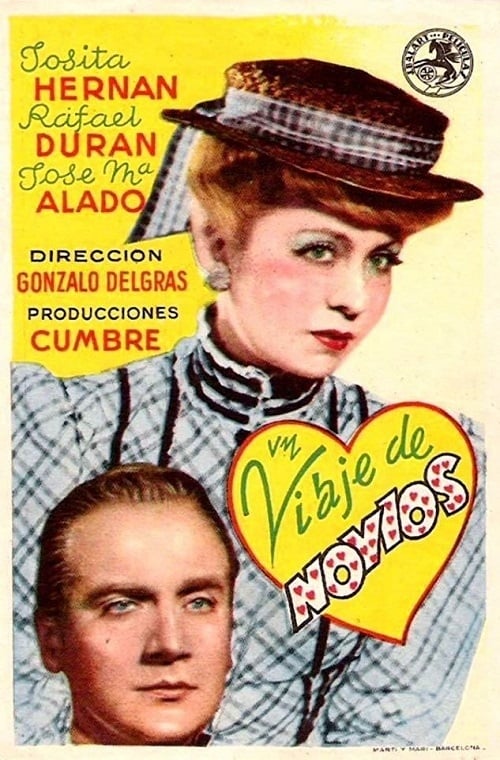 Josita
HERNAN
Rafael
DURAN
Jose Mª
ALADO
DIRECCION
GONZALO DELGRAS
PRODUCCIONES
CUMBRE
UN
Viaje de
NOVIOS
MARTI Y MARI - BARCELONA -